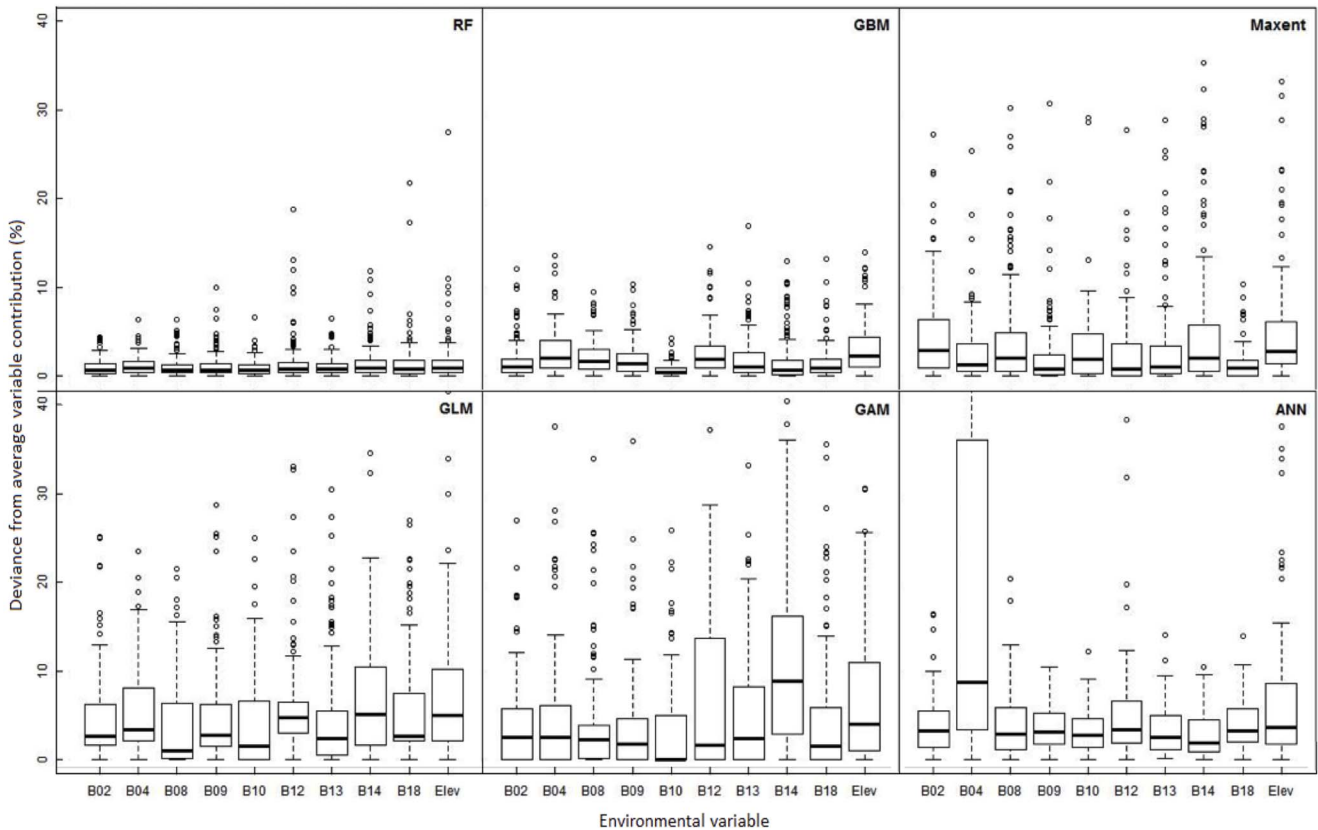 RF
GBM
Maxent
40
30
20
10
0
GLM
GAM
ANN
40
30
20
10
0
Deviance from average variable contribution (%)
B02 B04 B08 B09 B10 B12 B13 B14 B18 Elev
B02 B04 B08 B09 B10 B12 B13 B14 B18 Elev
B02 B04 B08 B09 B10 B12 B13 B14 B18 Elev
Environmental variable